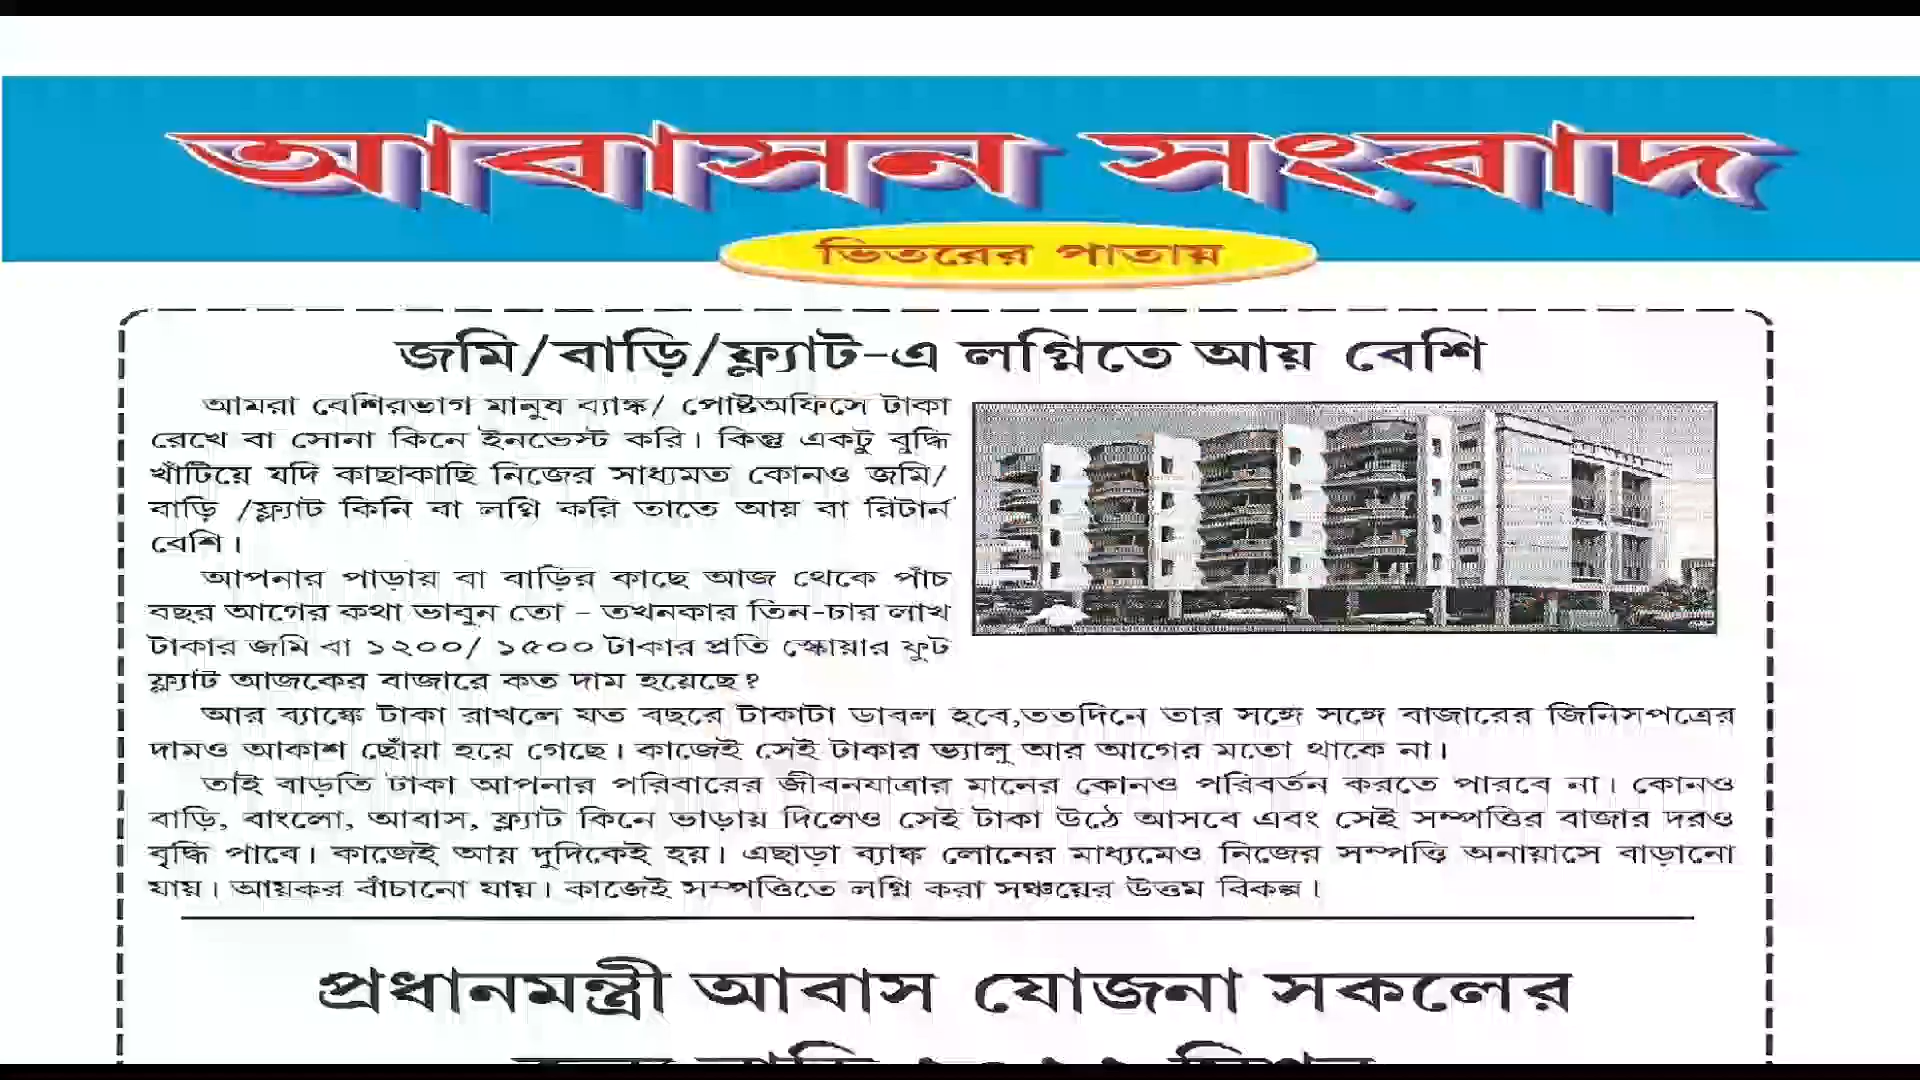 আবাসন সংবাদ
ভিতরের পাতায়
জমি/বাড়ি/ফ্ল্যাট-এ লগ্নিতে আয় বেশি
আমরা বেশিরভাগ মানুষ ব্যাঙ্ক/ পোষ্টঅফিসে টাকা
রেখে বা সোনা কিনে ইনভেস্ট করি। কিন্তু একটু বুদ্ধি
খাঁটিয়ে যদি কাছাকাছি নিজের সাধ্যমত কোনও জমি/
বাড়ি /ফ্ল্যাট কিনি বা লগ্নি করি তাতে আয় বা রিটার্ন
বেশি।
আপনার পাড়ায় বা বাড়ির কাছে আজ থেকে পাঁচ
বছর আগের কথা ভাবুন তো - তখনকার তিন-চার লাখ
টাকার জমি বা ১২০০/ ১৫০০ টাকার প্রতি স্কোয়ার ফুট
ফ্ল্যাট আজকের বাজারে কত দাম হয়েছে?
আর ব্যাঙ্কে টাকা রাখলে যত বছরে টাকাটা ডাবল হবে,ততদিনে তার সঙ্গে সঙ্গে বাজারের জিনিসপত্রের
দামও আকাশ ছোঁয়া হয়ে গেছে। কাজেই সেই টাকার ভ্যালু আর আগের মতো থাকে না।
তাই বাড়তি টাকা আপনার পরিবারের জীবনযাত্রার মানের কোনও পরিবর্তন করতে পারবে না। কোনও
বাড়ি, বাংলো, আবাস, ফ্ল্যাট কিনে ভাড়ায় দিলেও সেই টাকা উঠে আসবে এবং সেই সম্পত্তির বাজার দরও
বৃদ্ধি পাবে। কাজেই আয় দুদিকেই হয়। এছাড়া ব্যাঙ্ক লোনের মাধ্যমেও নিজের সম্পত্তি অনায়াসে বাড়ানো
যায়। আয়কর বাঁচানো যায়। কাজেই সম্পত্তিতে লগ্নি করা সঞ্চয়ের উত্তম বিকল্প।
প্রধানমন্ত্রী আবাস যোজনা সকলের